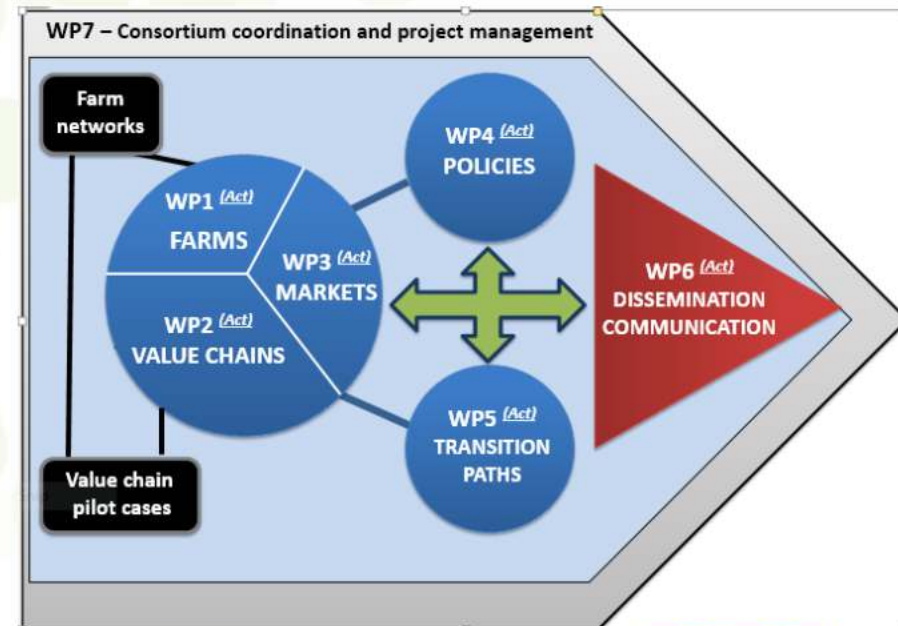 WP7 – Consortium coordination and project management
Farm
networks
WP1 (Act)
FARMS
WP2 (Act)
VALUE CHAINS
WP3 (Act)
MARKETS
WP4 (Act)
POLICIES
WP5 (Act)
TRANSITION
PATHS
WP6 (Act)
DISSEMINATION
COMMUNICATION
Value chain
pilot cases